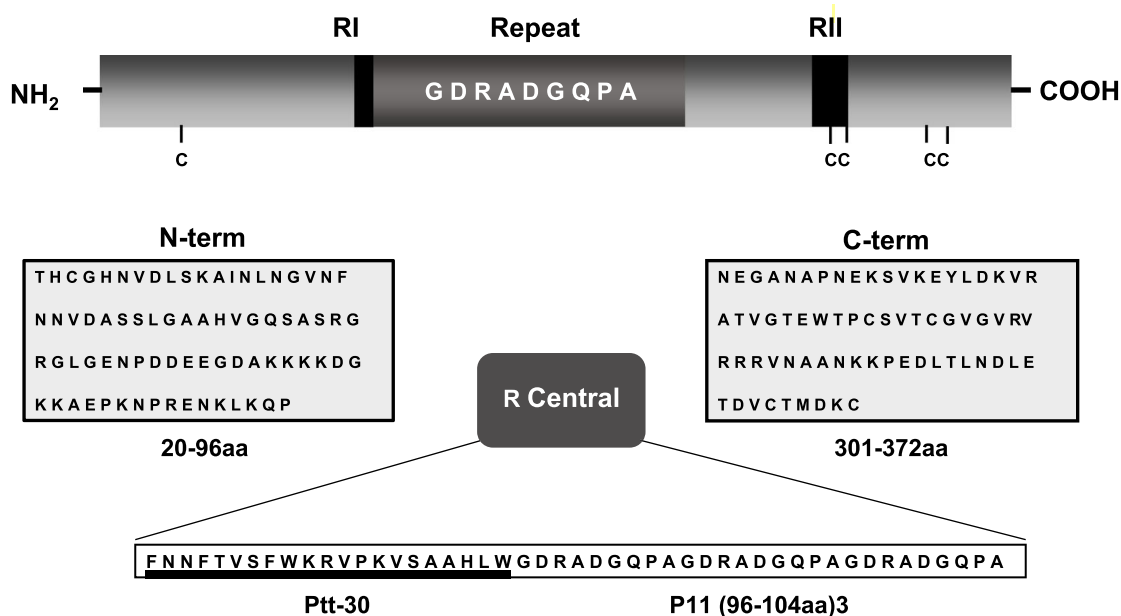 RI Repeat RII
NH2 GDRADGQPA COOH
C CC CC
N-term
THCGHNVDLSKAINLNGVNF
NNVDASSLGAAHVGQSASRG
RGLGENPDDEEGDAKKKKDG
KKAEPKNPRENKLKQP
20-96aa
C-term
NEGANAPNEKSVKEYLDKVR
ATVGTEWTPCSVTCGVGVRV
RRRVNAANKKPEDLTLNDLE
TDVCTMDKC
301-372aa
R Central
FNNFTVSFWKRVPKVSAAHLWGDRADGQPAGDRADGQPAGDRADGQPA
Ptt-30 P11 (96-104aa)3